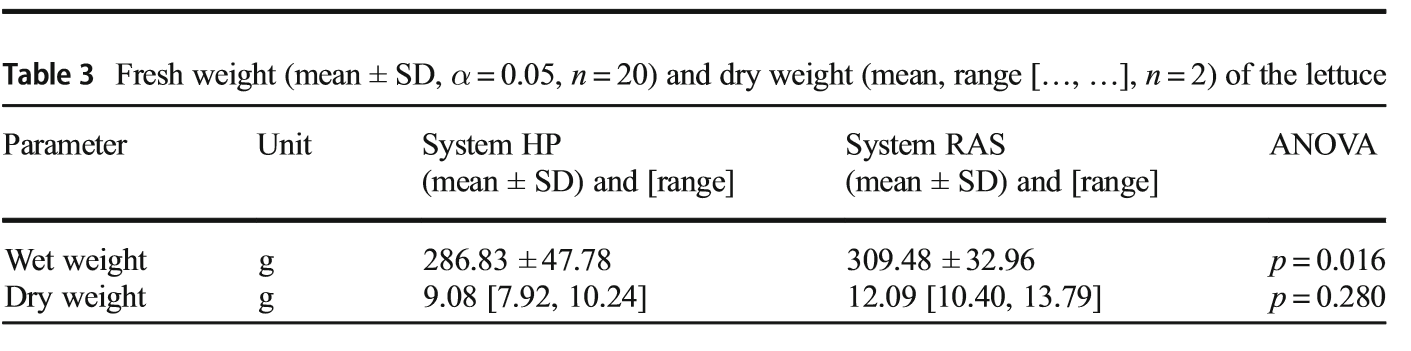 Table 3 Fresh weight (mean ± SD, α = 0.05, n = 20) and dry weight (mean, range […, …], n = 2) of the lettuce
Parameter Unit System HP System RAS ANOVA
(mean ± SD) and [range] (mean ± SD) and [range]
Wet weight g 286.83 ± 47.78 309.48 ± 32.96 p = 0.016
Dry weight g 9.08 [7.92, 10.24] 12.09 [10.40, 13.79] p = 0.280